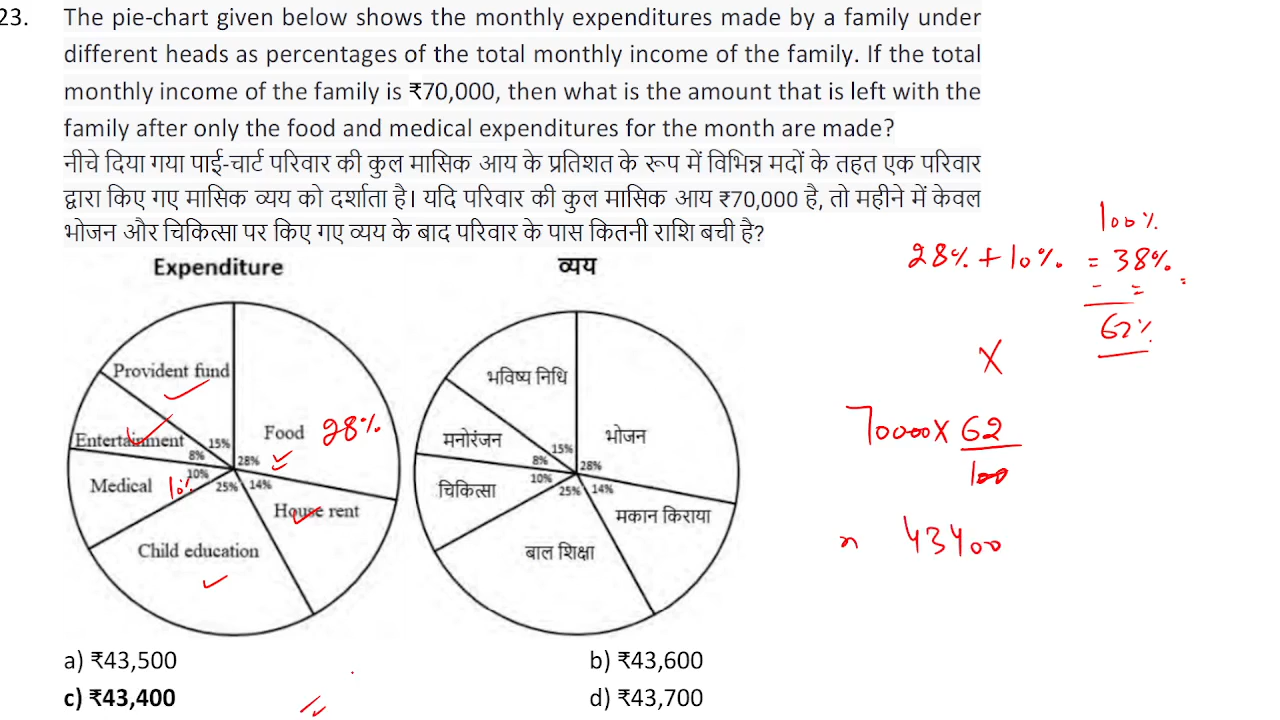 23. The pie-chart given below shows the monthly expenditures made by a family under
different heads as percentages of the total monthly income of the family. If the total
monthly income of the family is ₹70,000, then what is the amount that is left with the
family after only the food and medical expenditures for the month are made?
नीचे दिया गया पाई-चार्ट परिवार की कुल मासिक आय के प्रतिशत के रूप में विभिन्न मदों के तहत एक परिवार
द्वारा किए गए मासिक व्यय को दर्शाता है। यदि परिवार की कुल मासिक आय ₹70,000 है, तो महीने में केवल
भोजन और चिकित्सा पर किए गए व्यय के बाद परिवार के पास कितनी राशि बची है?
Expenditure
Provident fund
Entertainment
Medical 10%
Child education
House rent
Food 28%
15%
8%
10%
25%
14%
28%
व्यय
भविष्य निधि
मनोरंजन
चिकित्सा
बाल शिक्षा
मकान किराया
भोजन
15%
8%
10%
25%
14%
28%
100%
28% + 10% = 38%
62%
X
70000 X 62
100
43400
a) ₹43,500
b) ₹43,600
c) ₹43,400
d) ₹43,700